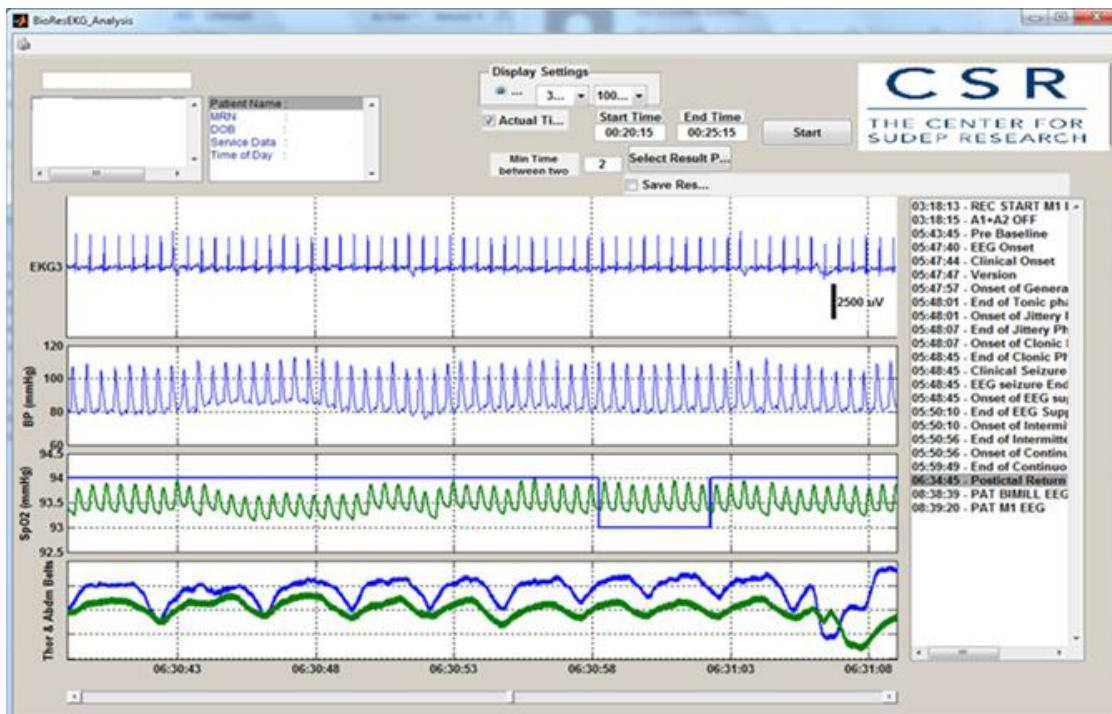 BioResEKG_Analysis
Display Settings
...
3...
100...
Actual Ti...
Start Time
End Time
00:20:15
00:25:15
Start
Min Time
between two
2
Select Result P...
Save Res...
CSR
THE CENTER FOR
SUDEP RESEARCH
Patient Name :
MRN :
DOB :
Service Data :
Time of Day :
EKG3
2500 uV
BP (mmHg)
120
100
80
60
SpO2 (mmHg)
94.5
94
93.5
93
92.5
Thor & Abdm Belts
06:30:43
06:30:48
06:30:53
06:30:58
06:31:03
06:31:08
03:18:13 - REC START M1 I
03:18:15 - A1+A2 OFF
05:43:45 - Pre Baseline
05:47:40 - EEG Onset
05:47:44 - Clinical Onset
05:47:47 - Version
05:47:57 - Onset of Genera
05:48:01 - End of Tonic pha
05:48:01 - Onset of Jittery
05:48:07 - End of Jittery Ph
05:48:07 - Onset of Clonic
05:48:45 - End of Clonic Ph
05:48:45 - Clinical Seizure
05:48:45 - EEG seizure End
05:48:45 - Onset of EEG su
05:50:10 - End of EEG Supp
05:50:10 - Onset of Intermi
05:50:56 - End of Intermitte
05:50:56 - Onset of Continu
05:59:49 - End of Continuo
06:34:45 - Postictal Return
08:38:39 - PAT BIMILL EEG
08:39:20 - PAT M1 EEG